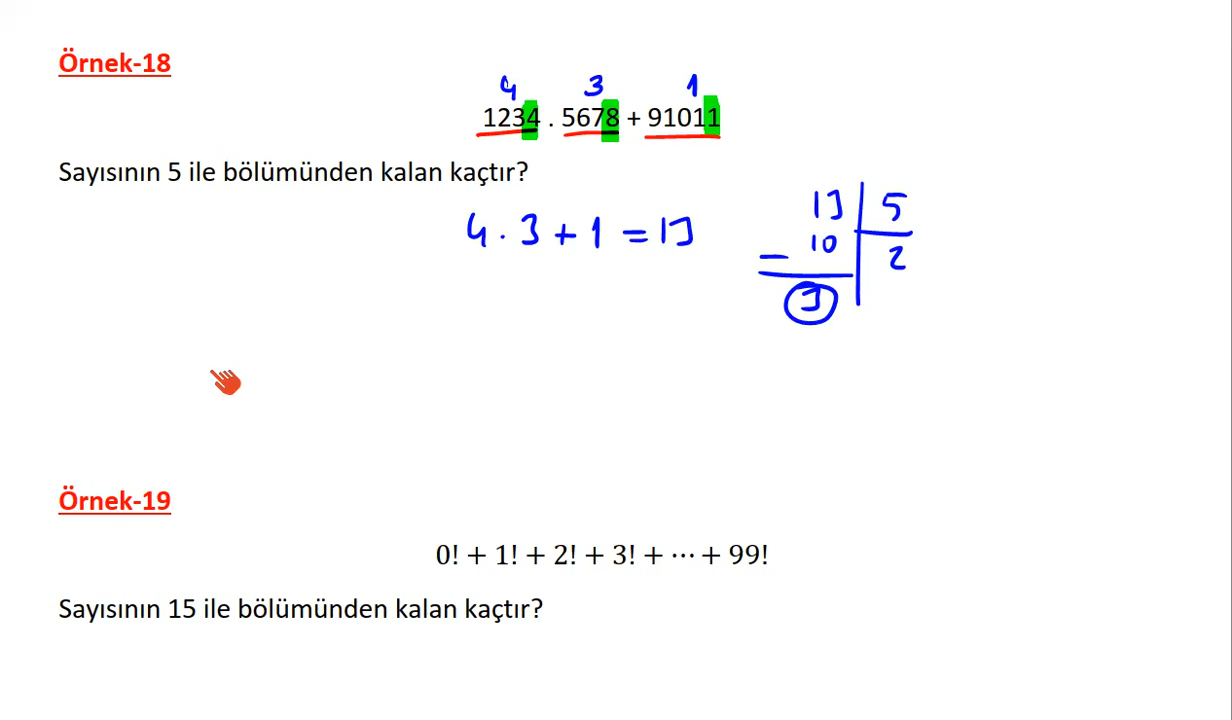 Örnek-18
4 3 1
1234 . 5678 + 91011
Sayısının 5 ile bölümünden kalan kaçtır?
4 · 3 + 1 = 13
13 5
- 10 2
3
Örnek-19
0! + 1! + 2! + 3! + ⋯ + 99!
Sayısının 15 ile bölümünden kalan kaçtır?